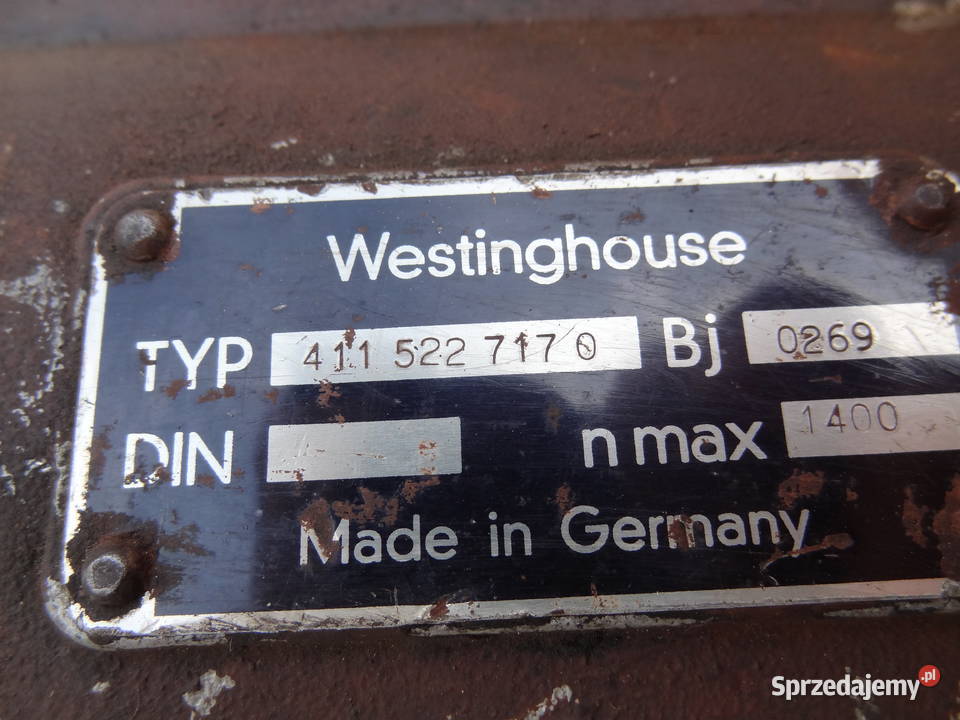 Westinghouse
TYP 411 522 717 0 Bj 0269
DIN n max 1400
Made in Germany
Sprzedajemy.pl